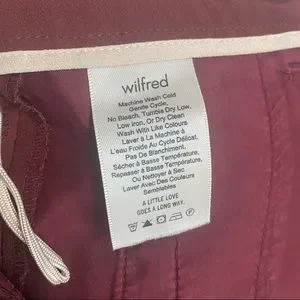 wilfred
Machine Wash Cold
Gentle Cycle,
No Bleach, Tumble Dry Low,
Low Iron, Or Dry Clean
Wash With Like Colours
Laver À La Machine À
L'eau Froide Au Cycle Délicat,
Pas De Blanchiment,
Sécher à Basse Température,
Repasser à Basse Température,
Ou Nettoyer à Sec
Laver Avec Des Couleurs
Semblables
A LITTLE LOVE
GOES A LONG WAY.